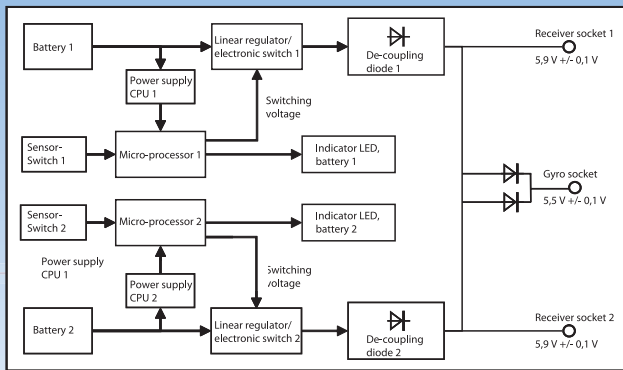 Battery 1
Linear regulator/
electronic switch 1
De-coupling
diode 1
Receiver socket 1
5,9 V +/- 0,1 V
Power supply
CPU 1
Switching
voltage
Sensor-
Switch 1
Micro-processor 1
Indicator LED,
battery 1
Gyro socket
5,5 V +/- 0,1 V
Sensor-
Switch 2
Micro-processor 2
Indicator LED,
battery 2
Power supply
CPU 1
Power supply
CPU 2
Switching
voltage
Battery 2
Linear regulator/
electronic switch 2
De-coupling
diode 2
Receiver socket 2
5,9 V +/- 0,1 V